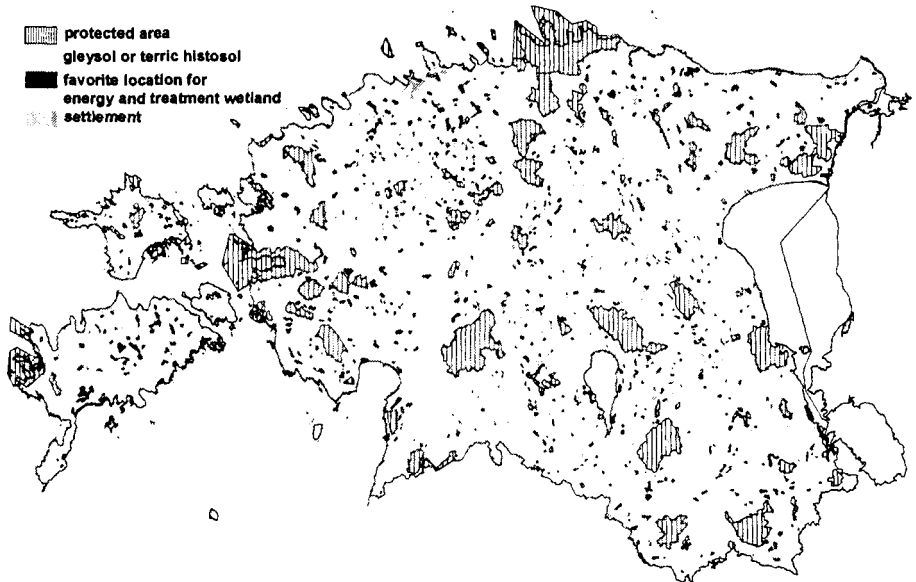 protected area
gleysol or terric histosol
favorite location for
energy and treatment wetland
settlement